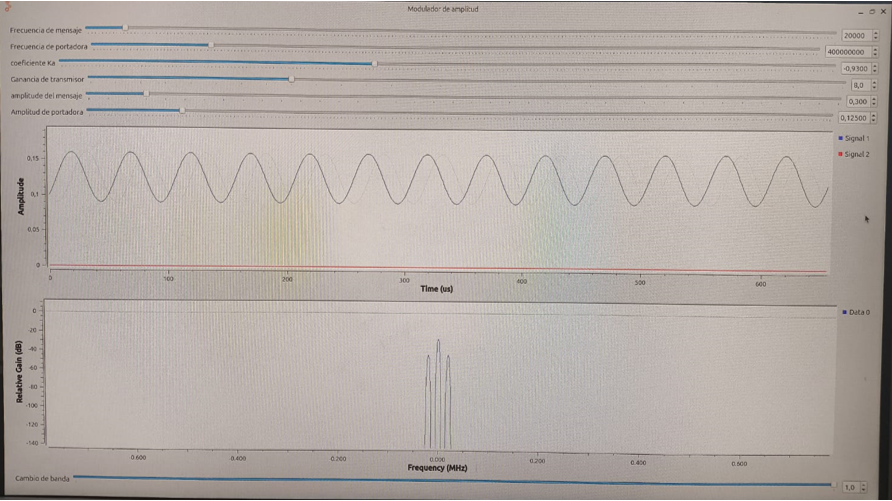 Modulador de amplitud
Frecuencia de mensaje 20000
Frecuencia de portadora 400000000
coeficiente Ka -0,9300
Ganancia de transmisor 8,0
amplitude del mensaje 0,300
Amplitud de portadora 0,12500
Signal 1
Signal 2
Amplitude
0,15
0,1
0,05
0
0 100 200 300 400 500 600
Time (us)
Data 0
Relative Gain (dB)
0
-20
-40
-60
-80
-100
-120
-140
-0.600 -0.400 -0.200 0.000 0.200 0.400 0.600
Frequency (MHz)
Cambio de banda 1,0